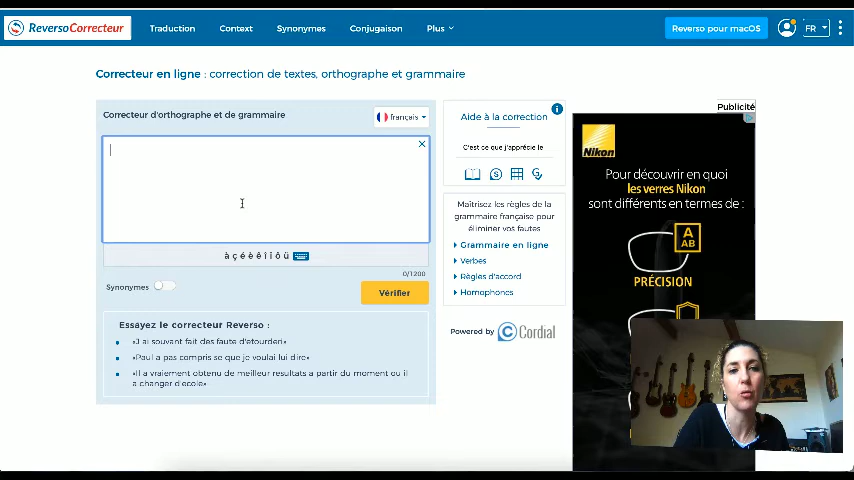 ReversoCorrecteur
Traduction
Context
Synonymes
Conjugaison
Plus
Reverso pour macOS
FR
Correcteur en ligne : correction de textes, orthographe et grammaire
Correcteur d'orthographe et de grammaire
français
à ç é è ê î ï ô ü
0/1200
Synonymes
Vérifier
Essayez le correcteur Reverso :
«J ai souvant fait des faute d'etourderi»
«Paul a pas compris se que je voulai lui dire»
«Il a vraiement obtenu de meilleur resultats a partir du moment ou il
a changer d'ecole»
Aide à la correction
C'est ce que j'apprécie le
Maîtrisez les règles de la
grammaire française pour
éliminer vos fautes
Grammaire en ligne
Verbes
Règles d'accord
Homophones
Powered by Cordial
Publicité
Nikon
Pour découvrir en quoi
les verres Nikon
sont différents en termes de :
A
AB
PRÉCISION